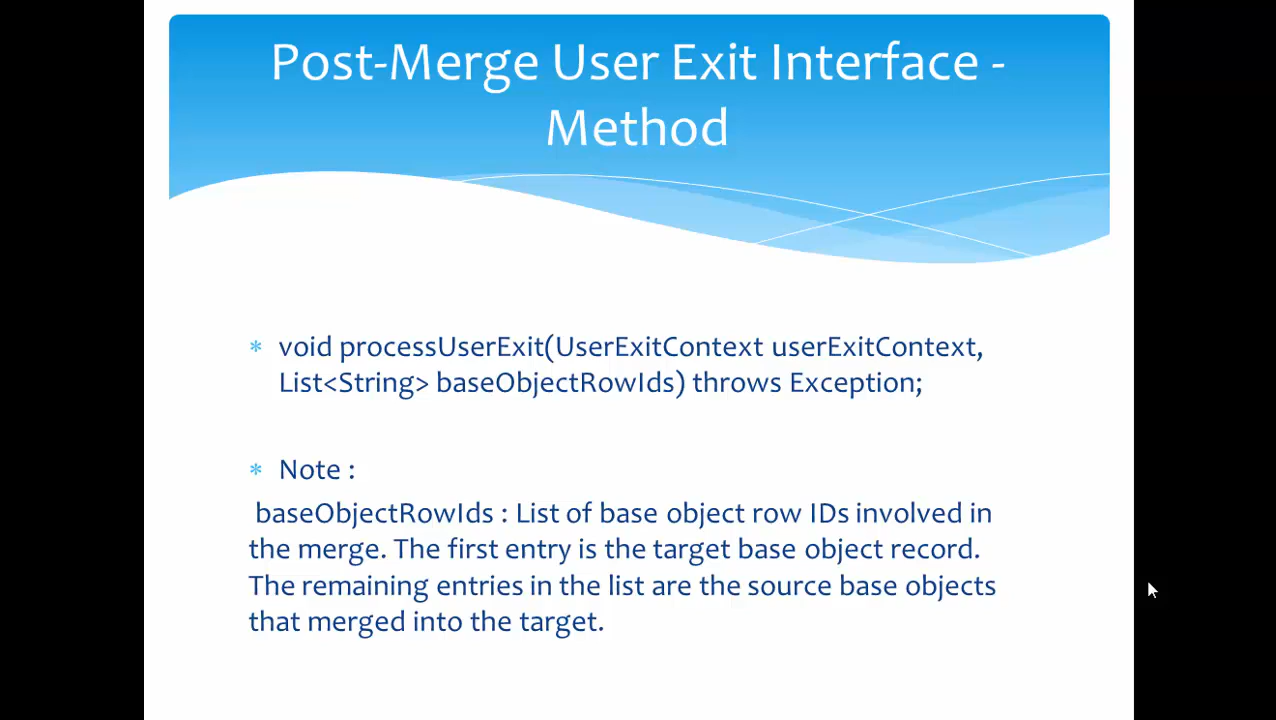 Post-Merge User Exit Interface -
Method
* void processUserExit(UserExitContext userExitContext,
List<String> baseObjectRowIds) throws Exception;
* Note :
baseObjectRowIds : List of base object row IDs involved in
the merge. The first entry is the target base object record.
The remaining entries in the list are the source base objects
that merged into the target.